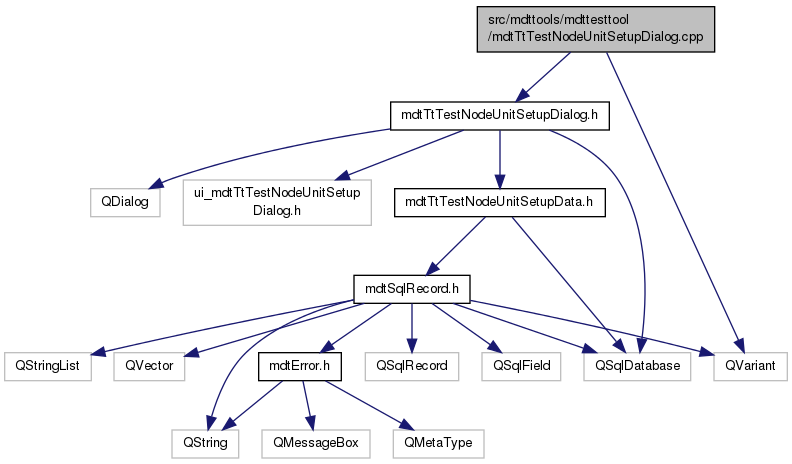 src/mdttools/mdttesttool
/mdtTtTestNodeUnitSetupDialog.cpp
mdtTtTestNodeUnitSetupDialog.h
QDialog
ui_mdtTtTestNodeUnitSetup
Dialog.h
mdtTtTestNodeUnitSetupData.h
mdtSqlRecord.h
QStringList
QVector
mdtError.h
QSqlRecord
QSqlField
QSqlDatabase
QVariant
QString
QMessageBox
QMetaType